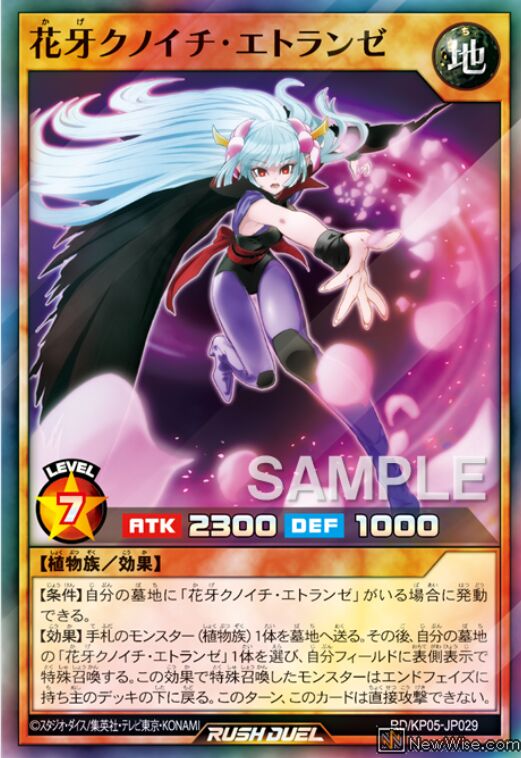 花牙クノイチ・エトランゼ
かげ
ち
地
SAMPLE
LEVEL
7
ATK 2300 DEF 1000
【植物族/効果】
【条件】自分の墓地に「花牙クノイチ・エトランゼ」がいる場合に発動
できる。
【効果】手札のモンスター(植物族)1体を墓地へ送る。その後、自分の墓地
の「花牙クノイチ・エトランゼ」1体を選び、自分フィールドに表側表示で
特殊召喚する。この効果で特殊召喚したモンスターはエンドフェイズに
持ち主のデッキの下に戻る。このターン、このカードは直接攻撃できない。
©スタジオ・ダイス/集英社・テレビ東京・KONAMI
RUSH DUEL
RD/KP05-JP029
NewWise.com